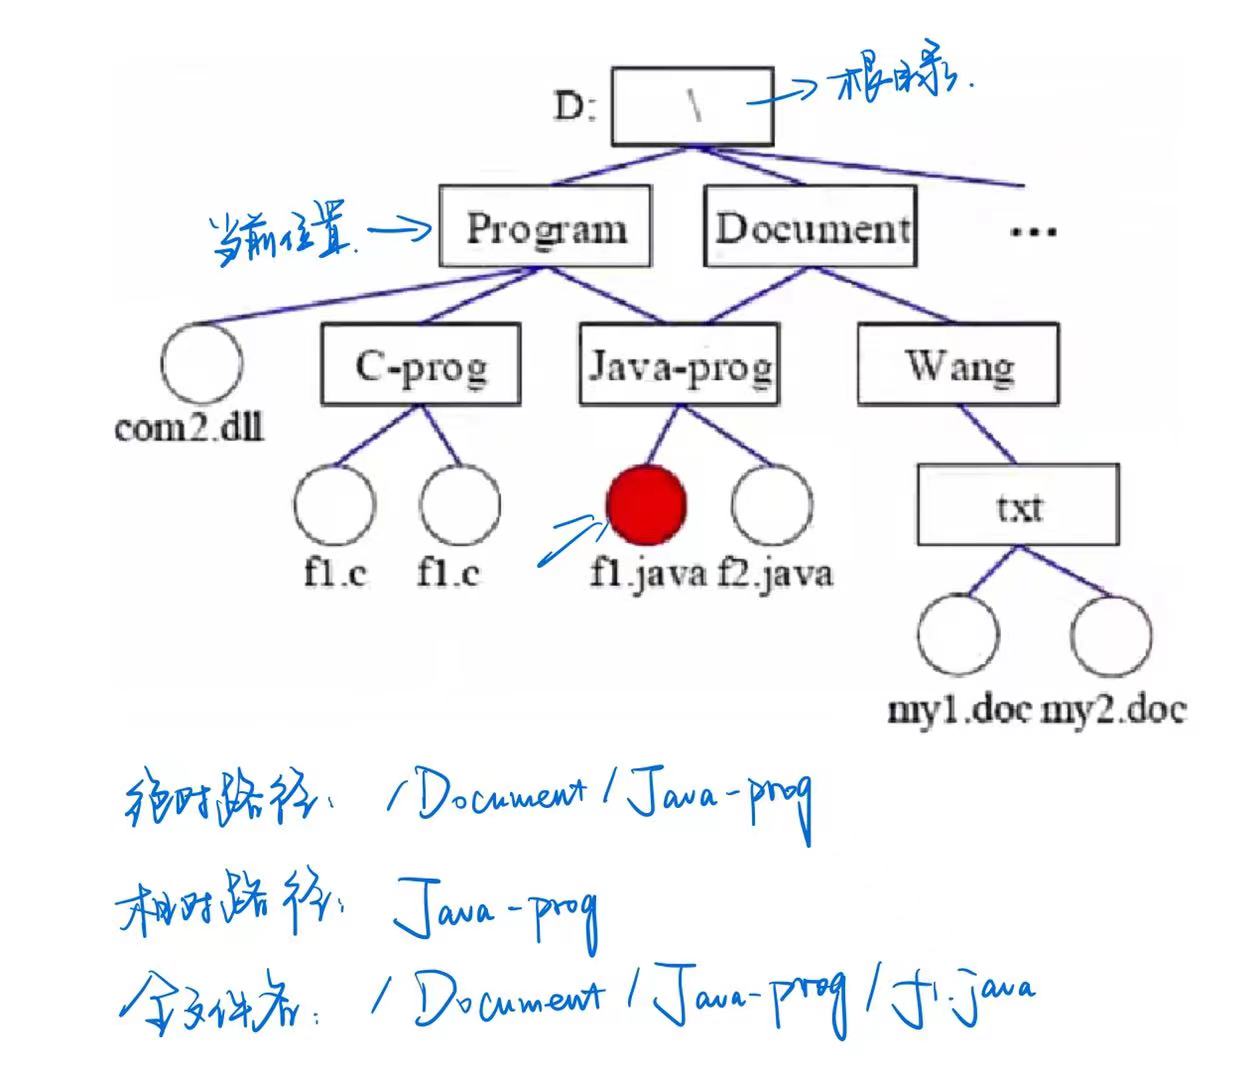 D: \ → 根目录.
当前位置. → Program Document ...
C-prog Java-prog Wang
com2.dll
txt
f1.c f1.c f1.java f2.java
my1.doc my2.doc
绝对路径: /Document/Java-prog
相对路径: Java-prog
全文件名: /Document/Java-prog/f1.java